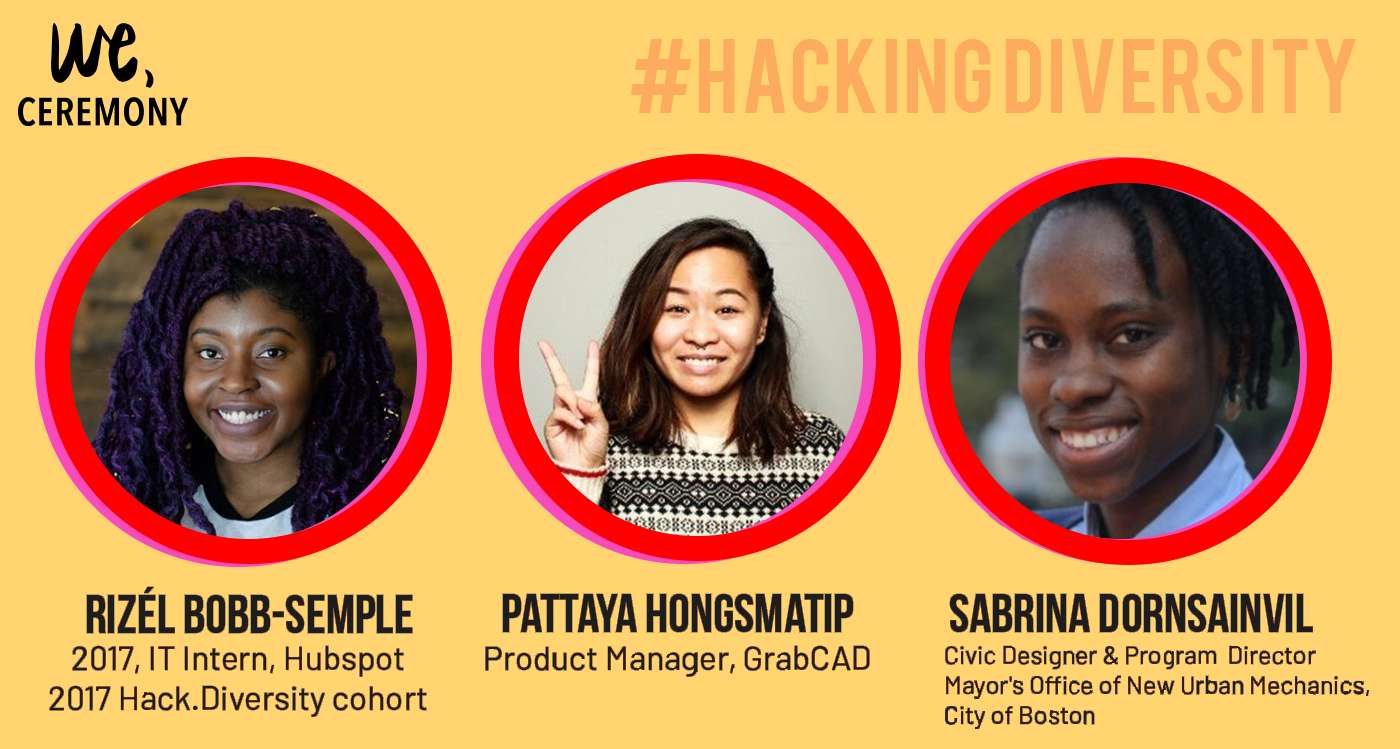 we,
CEREMONY
#HACKINGDIVERSITY
RIZÉL BOBB-SEMPLE
2017, IT Intern, Hubspot
2017 Hack.Diversity cohort
PATTAYA HONGSMATIP
Product Manager, GrabCAD
SABRINA DORNSAINVIL
Civic Designer & Program Director
Mayor's Office of New Urban Mechanics,
City of Boston